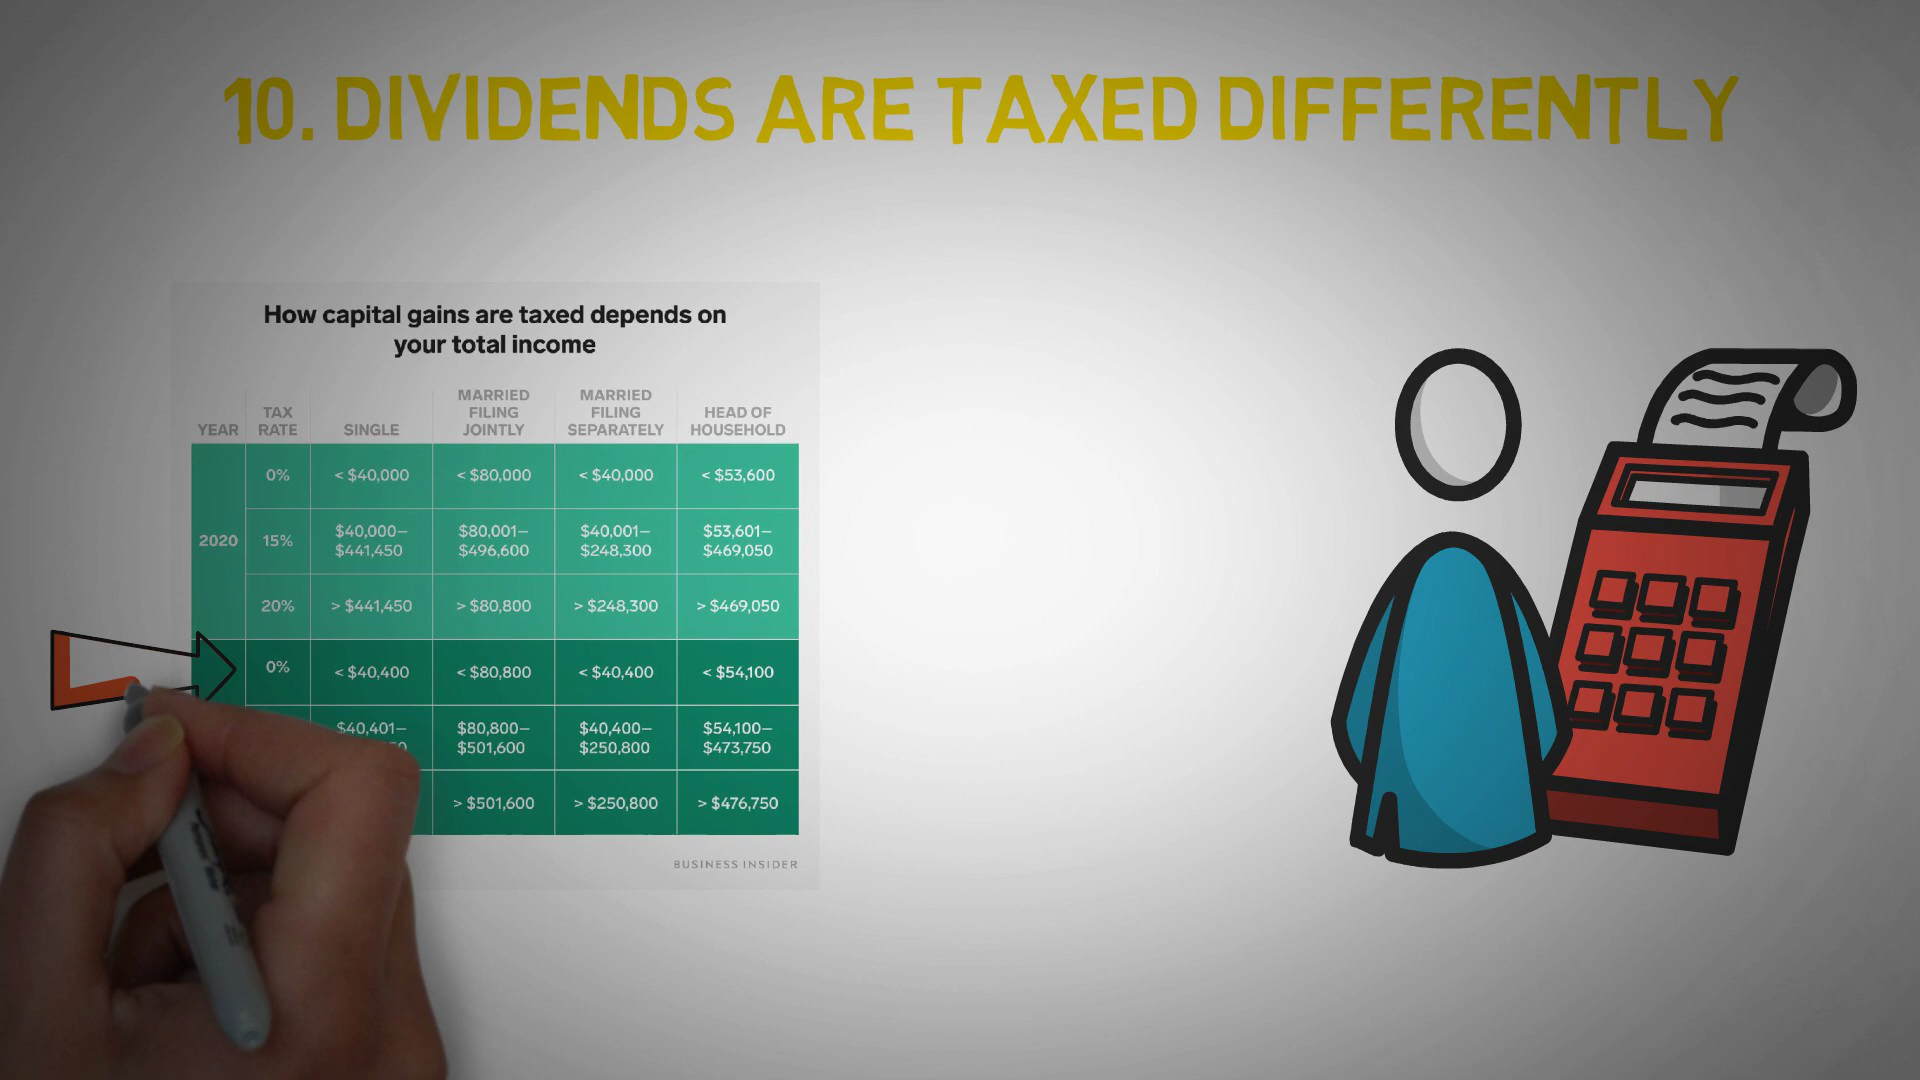 10. DIVIDENDS ARE TAXED DIFFERENTLY
How capital gains are taxed depends on
your total income
YEAR
TAX
RATE
SINGLE
MARRIED
FILING
JOINTLY
MARRIED
FILING
SEPARATELY
HEAD OF
HOUSEHOLD
2020
0%
< $40,000
< $80,000
< $40,000
< $53,600
15%
$40,000–
$441,450
$80,001–
$496,600
$40,001–
$248,300
$53,601–
$469,050
20%
> $441,450
> $80,800
> $248,300
> $469,050
0%
< $40,400
< $80,800
< $40,400
< $54,100
$40,401–
$80,800–
$501,600
$40,400–
$250,800
$54,100–
$473,750
> $501,600
> $250,800
> $476,750
BUSINESS INSIDER